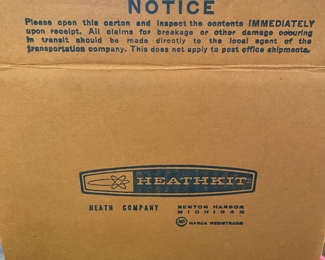 NOTICE
Please open this carton and inspect the contents IMMEDIATELY
upon receipt. All claims for breakage or other damage occuring
in transit should be made directly to the local agent of the
transportation company. This does not apply to post office shipments.
HEATHKIT
HEATH COMPANY
BENTON HARBOR
MICHIGAN
MARCA REGISTRADA